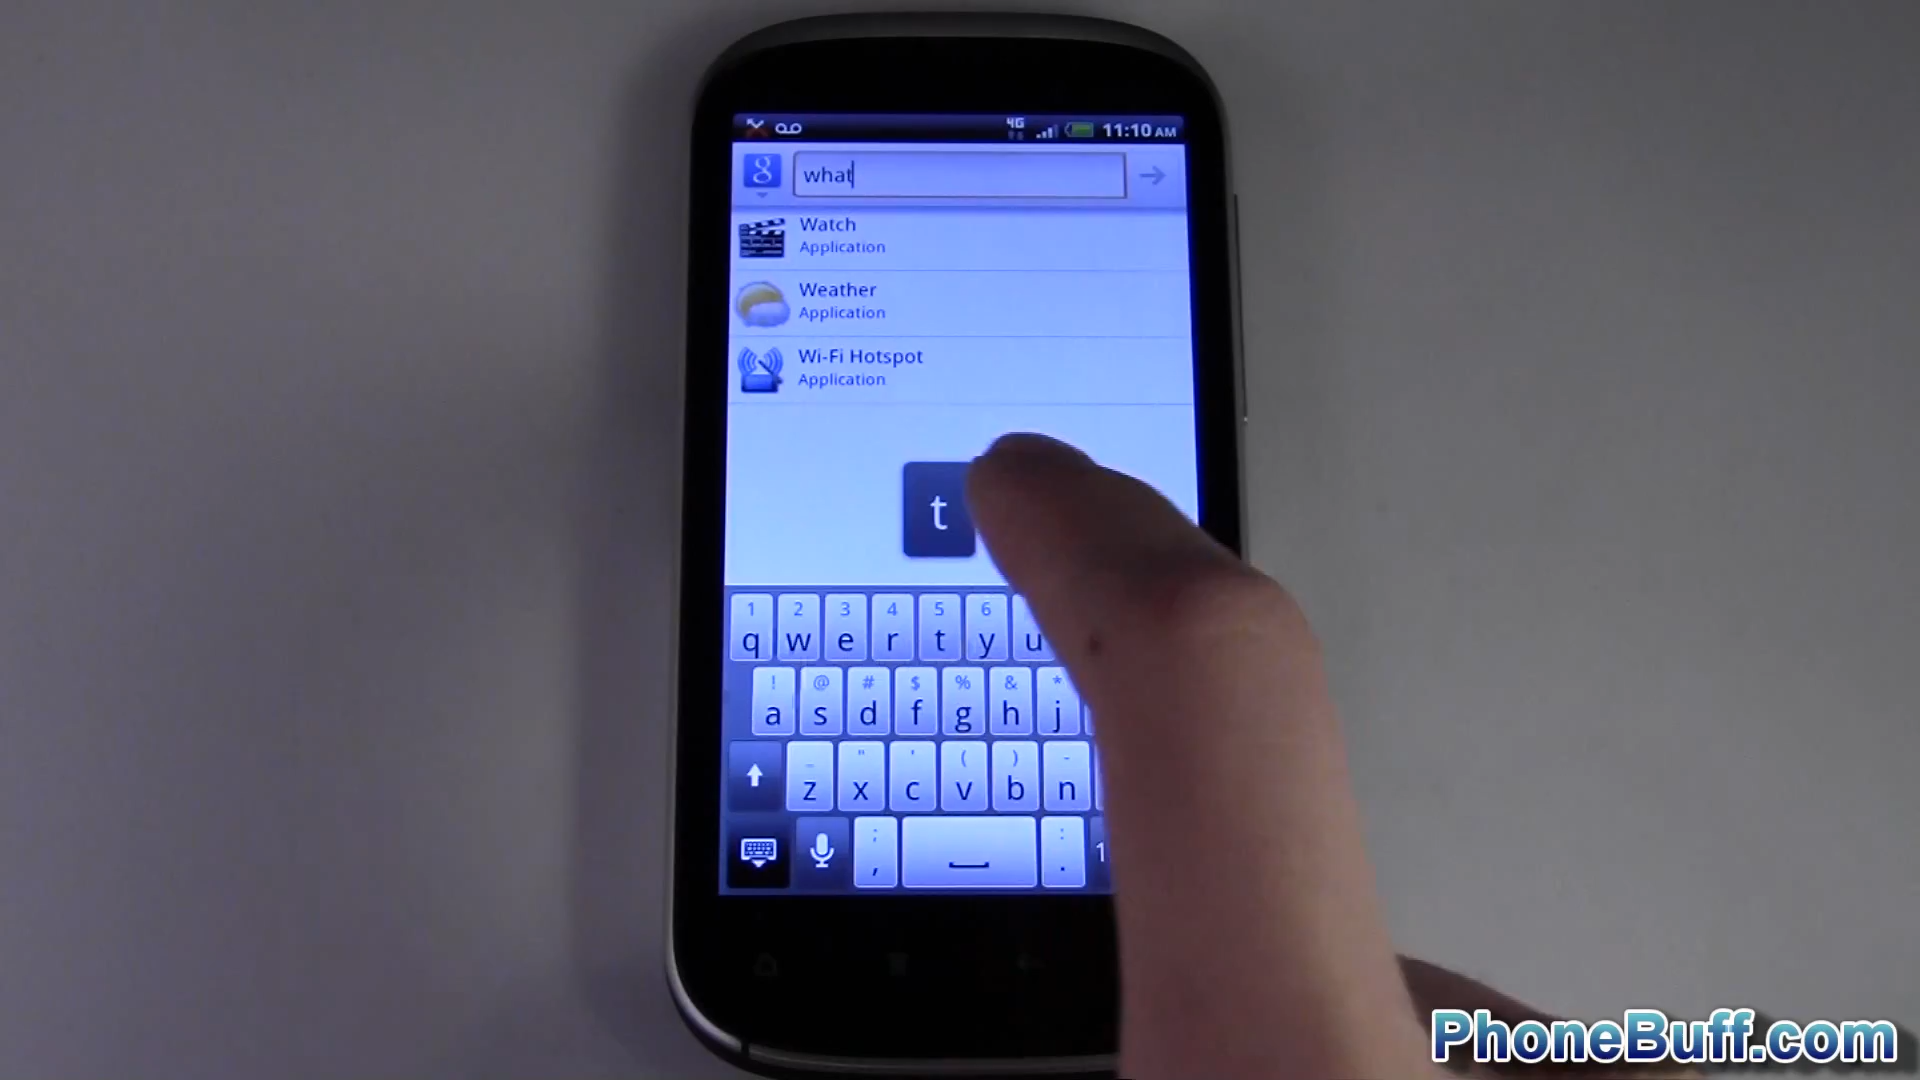 4G 11:10 AM
g what
Watch
Application
Weather
Application
Wi-Fi Hotspot
Application
t
1 2 3 4 5 6
q w e r t y u
! @ # $ % & *
a s d f g h j
_ " ' ( ) -
z x c v b n
; :
, . 1
PhoneBuff.com